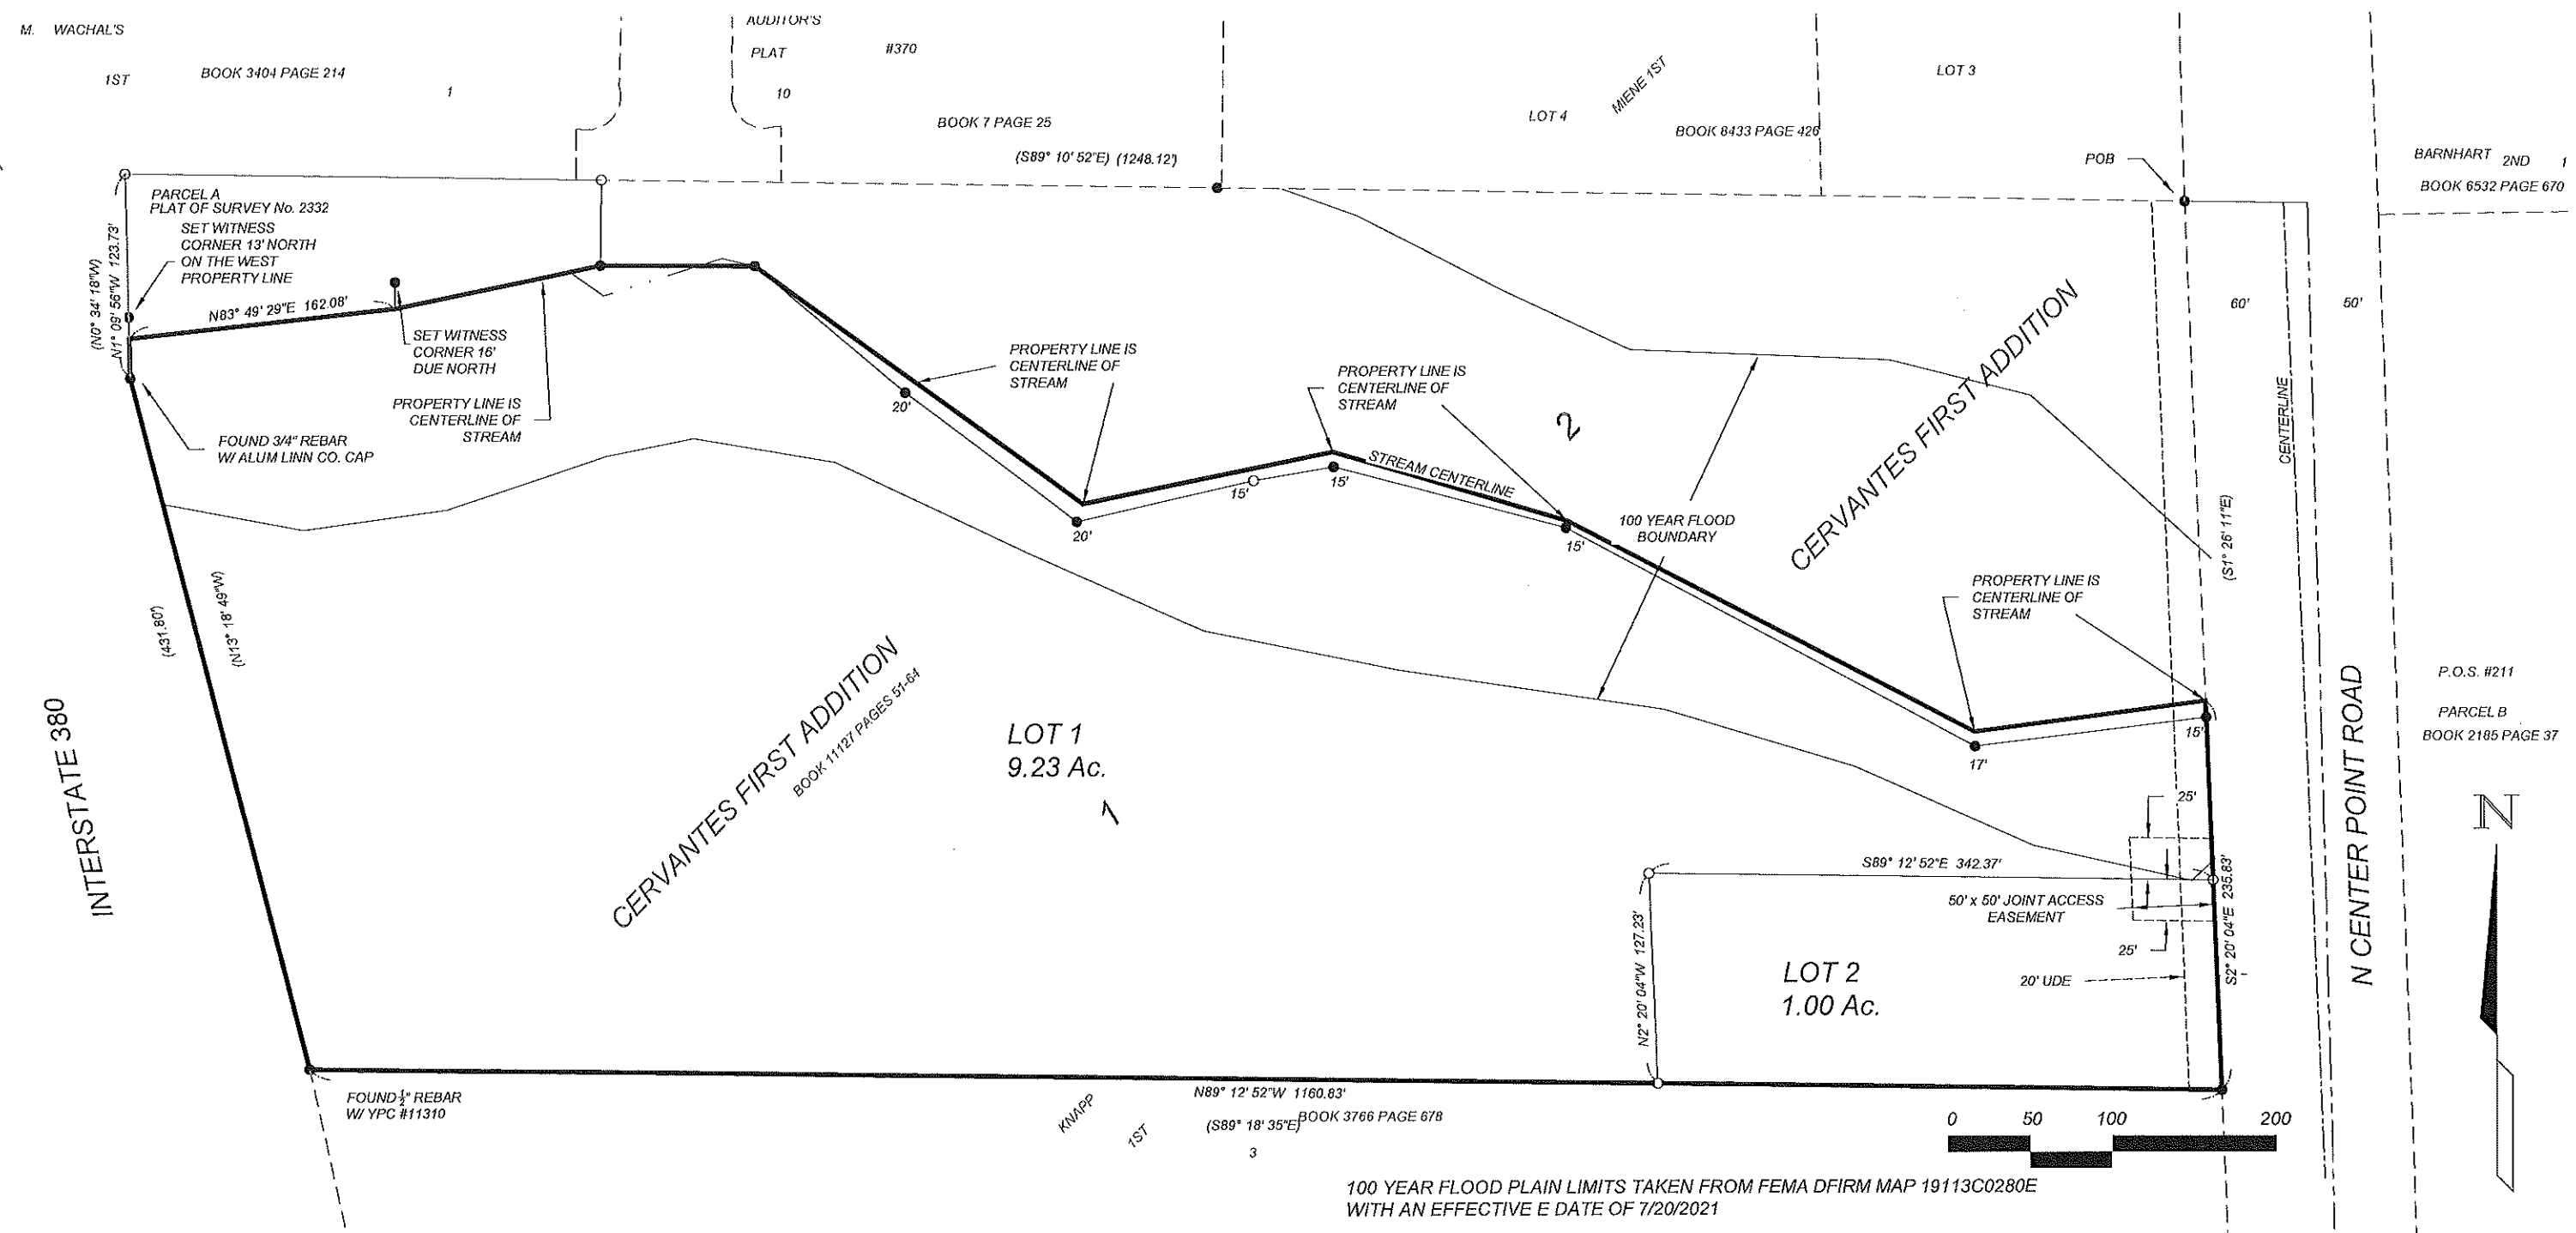 M. WACHAL'S
1ST
BOOK 3404 PAGE 214
1
AUDITOR'S
PLAT
#370
10
BOOK 7 PAGE 25
(S89° 10' 52"E) (1248.12')
LOT 4
MIENE 1ST
BOOK 8433 PAGE 426
LOT 3
POB
BARNHART 2ND 1
BOOK 6532 PAGE 670
PARCEL A
PLAT OF SURVEY No. 2332
SET WITNESS
CORNER 13' NORTH
ON THE WEST
PROPERTY LINE
(N0° 34' 18"W)
N1° 09' 56"W 123.73'
N83° 49' 29"E 162.08'
SET WITNESS
CORNER 16'
DUE NORTH
PROPERTY LINE IS
CENTERLINE OF
STREAM
FOUND 3/4" REBAR
W/ ALUM LINN CO. CAP
PROPERTY LINE IS
CENTERLINE OF
STREAM
20'
20'
PROPERTY LINE IS
CENTERLINE OF
STREAM
15'
15'
STREAM CENTERLINE
15'
2
100 YEAR FLOOD
BOUNDARY
CERVANTES FIRST ADDITION
60'
50'
CENTERLINE
(S1° 26' 11"E)
PROPERTY LINE IS
CENTERLINE OF
STREAM
17'
15'
(431.80')
(N13° 18' 49"W)
INTERSTATE 380
CERVANTES FIRST ADDITION
BOOK 11127 PAGES 51-64
LOT 1
9.23 Ac.
1
N CENTER POINT ROAD
P.O.S. #211
PARCEL B
BOOK 2185 PAGE 37
N
25'
S89° 12' 52"E 342.37'
50' x 50' JOINT ACCESS
EASEMENT
25'
S2° 20' 04"E 235.83'
N2° 20' 04"W 127.23'
LOT 2
1.00 Ac.
20' UDE
FOUND ½" REBAR
W/ YPC #11310
N89° 12' 52"W 1160.83'
(S89° 18' 35"E)
BOOK 3766 PAGE 678
KNAPP
1ST
3
0 50 100 200
100 YEAR FLOOD PLAIN LIMITS TAKEN FROM FEMA DFIRM MAP 19113C0280E
WITH AN EFFECTIVE E DATE OF 7/20/2021